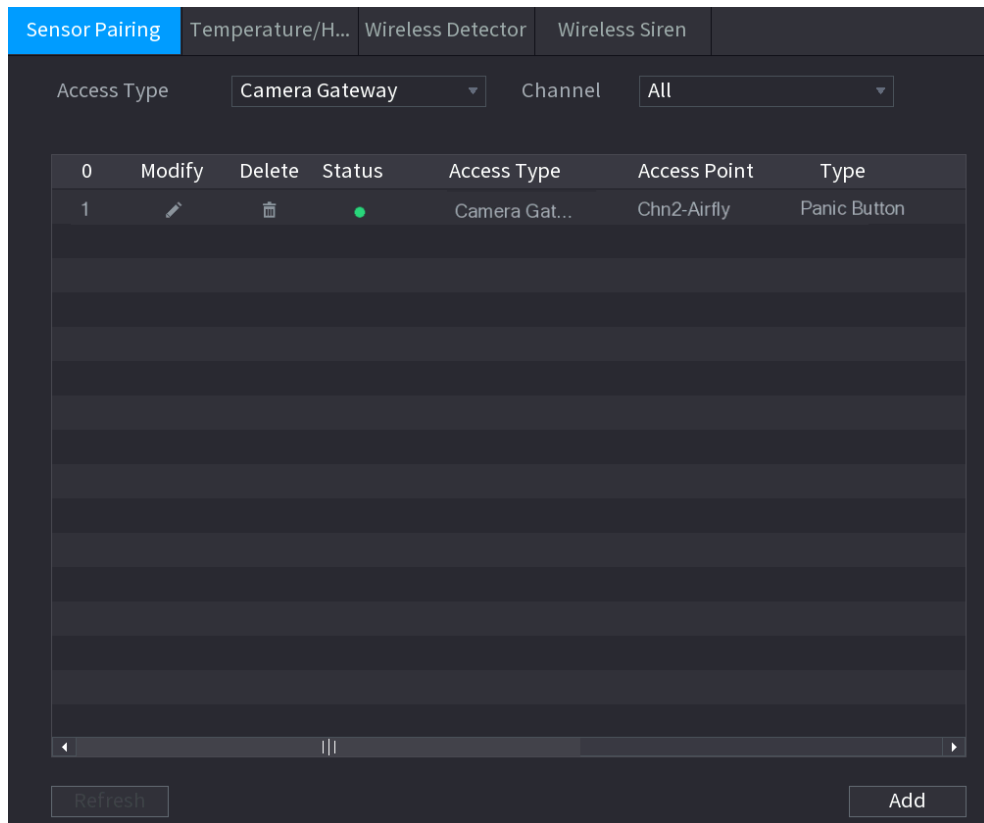 Sensor Pairing Temperature/H... Wireless Detector Wireless Siren
Access Type Camera Gateway Channel All
0 Modify Delete Status Access Type Access Point Type
1 Camera Gat... Chn2-Airfly Panic Button
Refresh Add